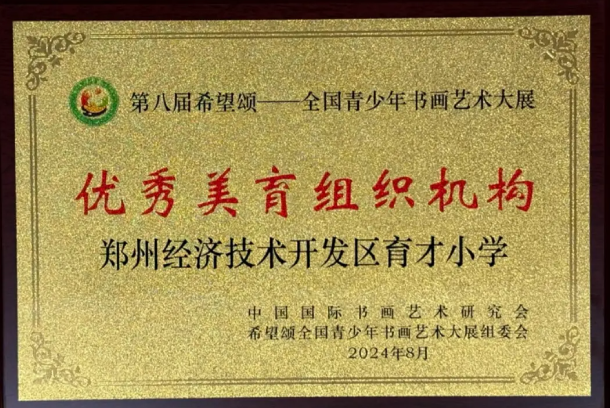 第八届希望颂——全国青少年书画艺术大展
优秀美育组织机构
郑州经济技术开发区育才小学
中国国际书画艺术研究会
希望颂全国青少年书画艺术大展组委会
2024年8月